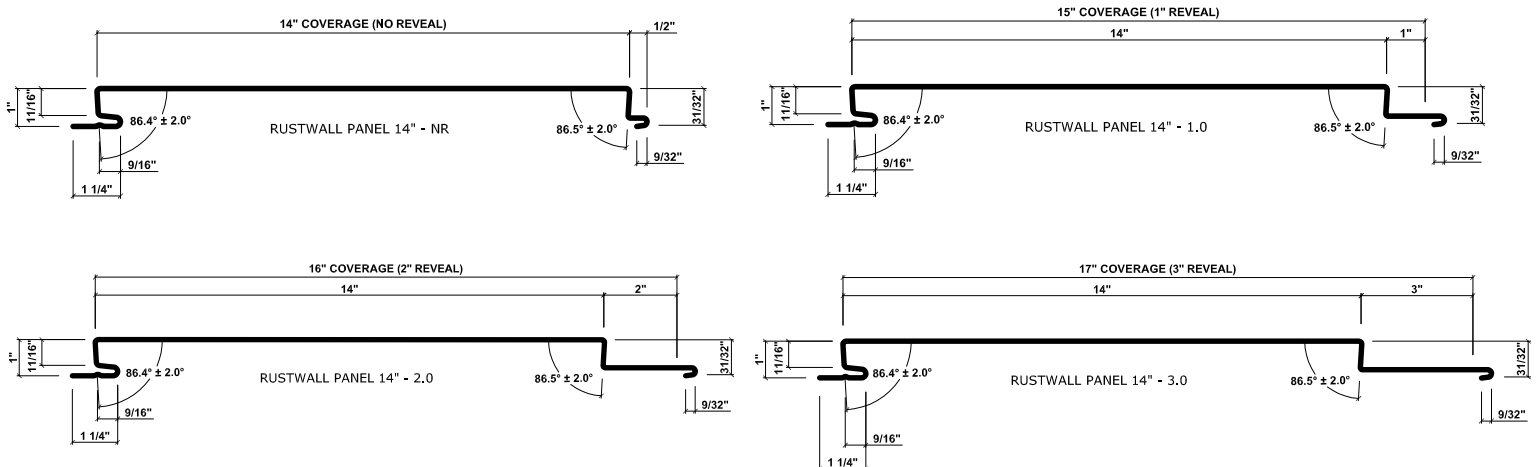 14" COVERAGE (NO REVEAL)
1/2"
1"
11/16"
86.4° ± 2.0°
RUSTWALL PANEL 14" - NR
86.5° ± 2.0°
31/32"
9/16"
9/32"
1 1/4"
15" COVERAGE (1" REVEAL)
14"
1"
1"
11/16"
86.4° ± 2.0°
RUSTWALL PANEL 14" - 1.0
86.5° ± 2.0°
31/32"
9/16"
9/32"
1 1/4"
16" COVERAGE (2" REVEAL)
14"
2"
1"
11/16"
86.4° ± 2.0°
RUSTWALL PANEL 14" - 2.0
86.5° ± 2.0°
31/32"
9/16"
9/32"
1 1/4"
17" COVERAGE (3" REVEAL)
14"
3"
1"
11/16"
86.4° ± 2.0°
RUSTWALL PANEL 14" - 3.0
86.5° ± 2.0°
31/32"
9/16"
9/32"
1 1/4"